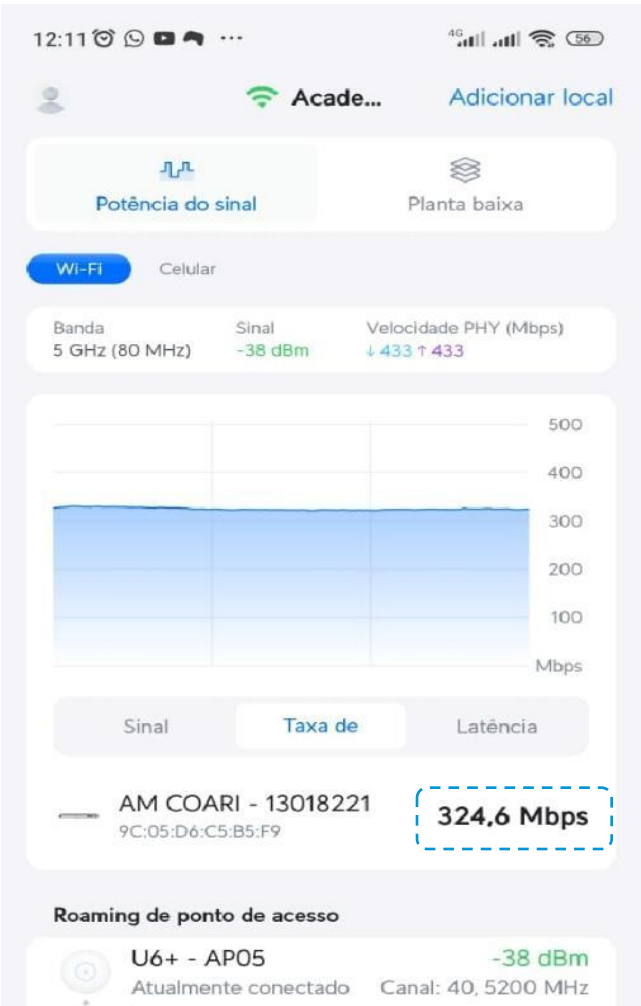 12:11 ... 4G 56
Acade... Adicionar local
Potência do sinal Planta baixa
Wi-Fi Celular
Banda Sinal Velocidade PHY (Mbps)
5 GHz (80 MHz) -38 dBm ↓ 433 ↑ 433
500
400
300
200
100
Mbps
Sinal Taxa de Latência
AM COARI - 13018221 324,6 Mbps
9C:05:D6:C5:B5:F9
Roaming de ponto de acesso
U6+ - AP05 -38 dBm
Atualmente conectado Canal: 40, 5200 MHz